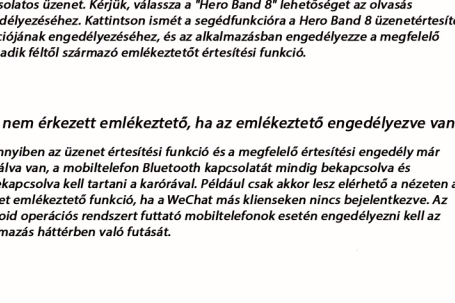 solatos üzenet. Kérjük, válassza a "Hero Band 8" lehetőséget az olvasás
délyezéséhez. Kattintson ismét a segédfunkcióra a Hero Band 8 üzenetértesít
ciójának engedélyezéséhez, és az alkalmazásban engedélyezze a megfelelő
adik féltől származó emlékeztetőt értesítési funkció.
nem érkezett emlékeztető, ha az emlékeztető engedélyezve van
nnyiben az üzenet értesítési funkció és a megfelelő értesítési engedély már
álva van, a mobiltelefon Bluetooth kapcsolatát mindig bekapcsolva és
kapcsolva kell tartani a karórával. Például csak akkor lesz elérhető a nézeten a
et emlékeztető funkció, ha a WeChat más klienseken nincs bejelentkezve. Az
oid operációs rendszert futtató mobiltelefonok esetén engedélyezni kell az
mazás háttérben való futását.